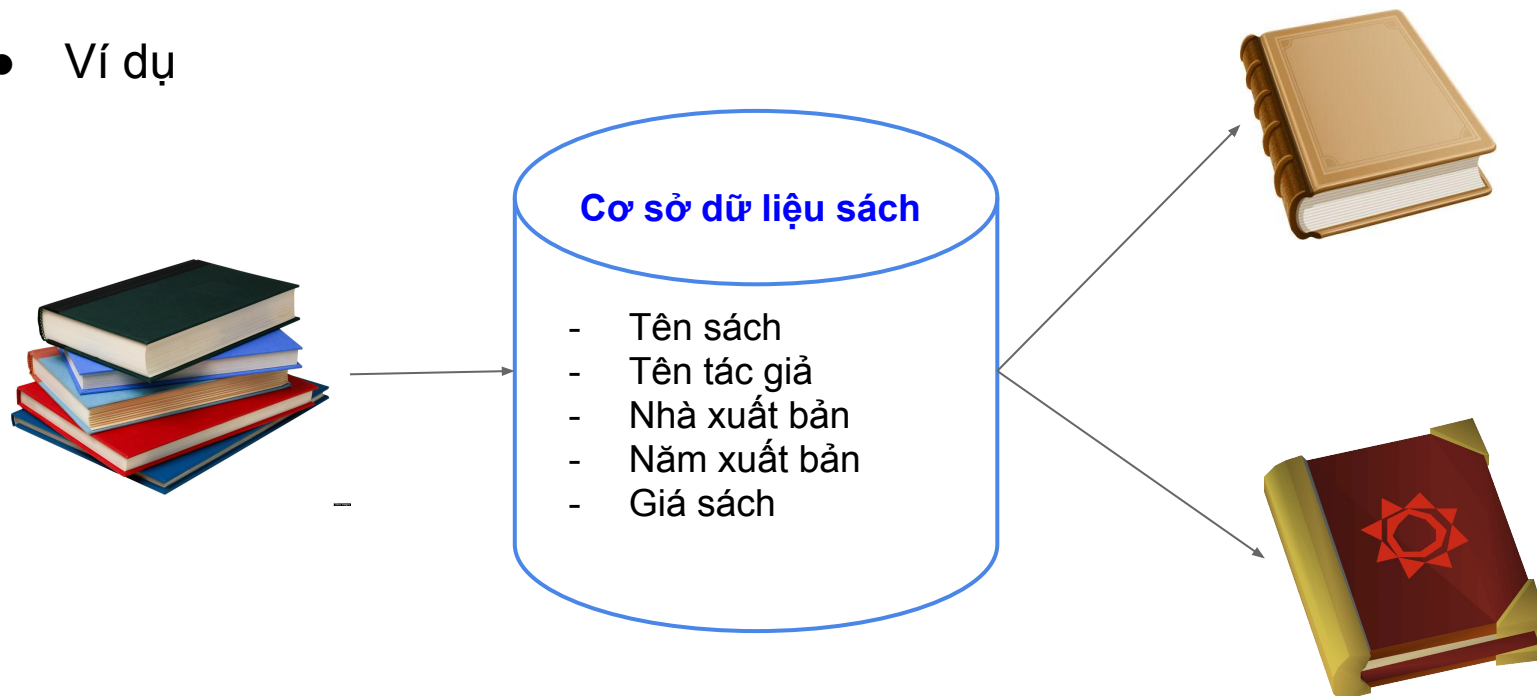 ● Ví dụ
Cơ sở dữ liệu sách
- Tên sách
- Tên tác giả
- Nhà xuất bản
- Năm xuất bản
- Giá sách